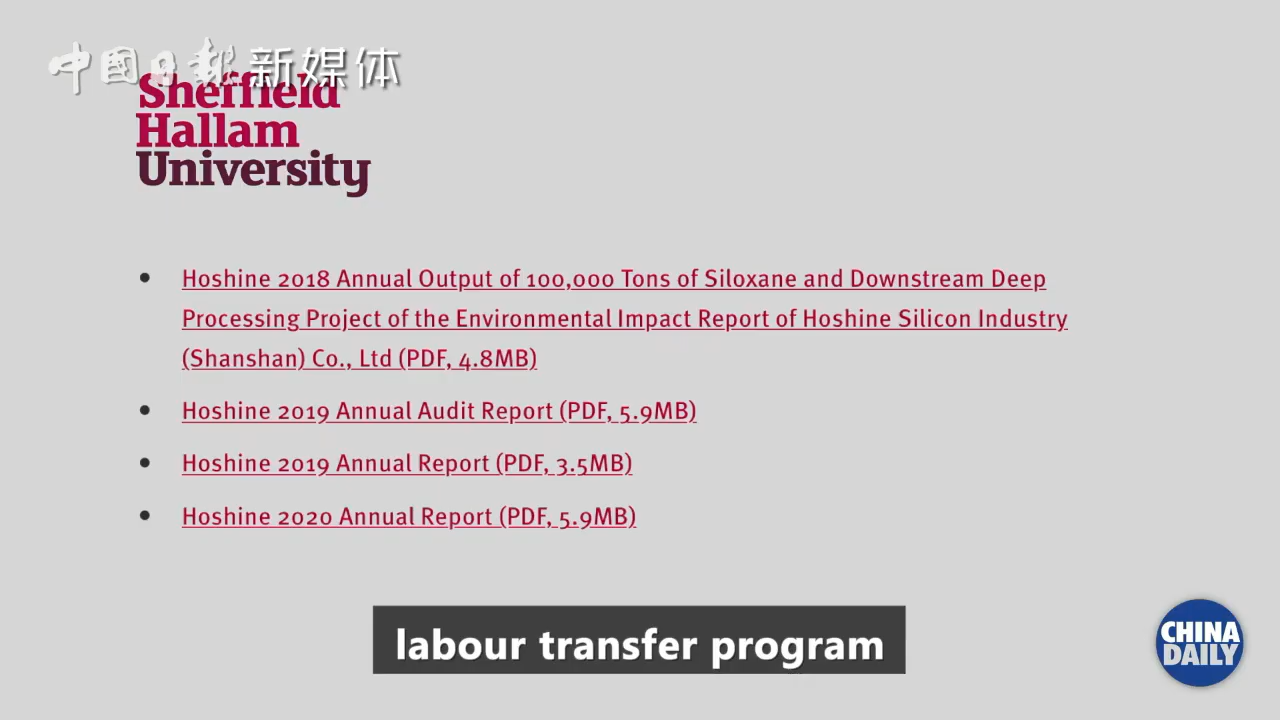 中国日报 新媒体
Sheffield
Hallam
University
Hoshine 2018 Annual Output of 100,000 Tons of Siloxane and Downstream Deep
Processing Project of the Environmental Impact Report of Hoshine Silicon Industry
(Shanshan) Co., Ltd (PDF, 4.8MB)
Hoshine 2019 Annual Audit Report (PDF, 5.9MB)
Hoshine 2019 Annual Report (PDF, 3.5MB)
Hoshine 2020 Annual Report (PDF, 5.9MB)
labour transfer program
CHINA
DAILY